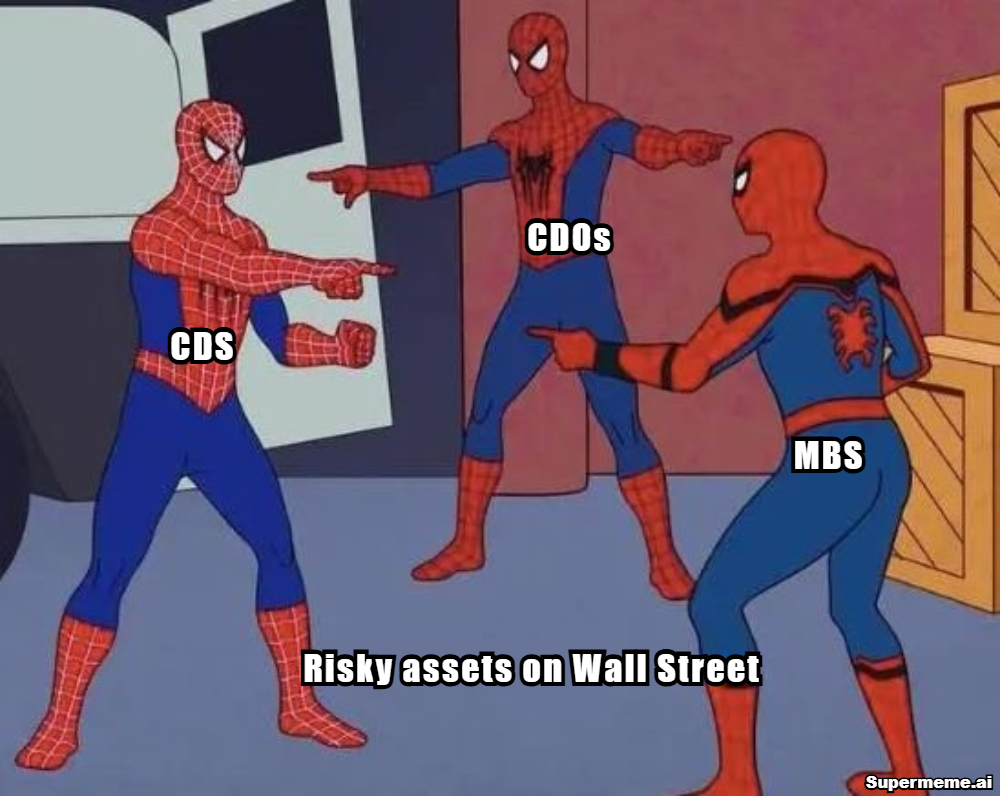 CDOs
CDS
MBS
Risky assets on Wall Street
Supermeme.ai